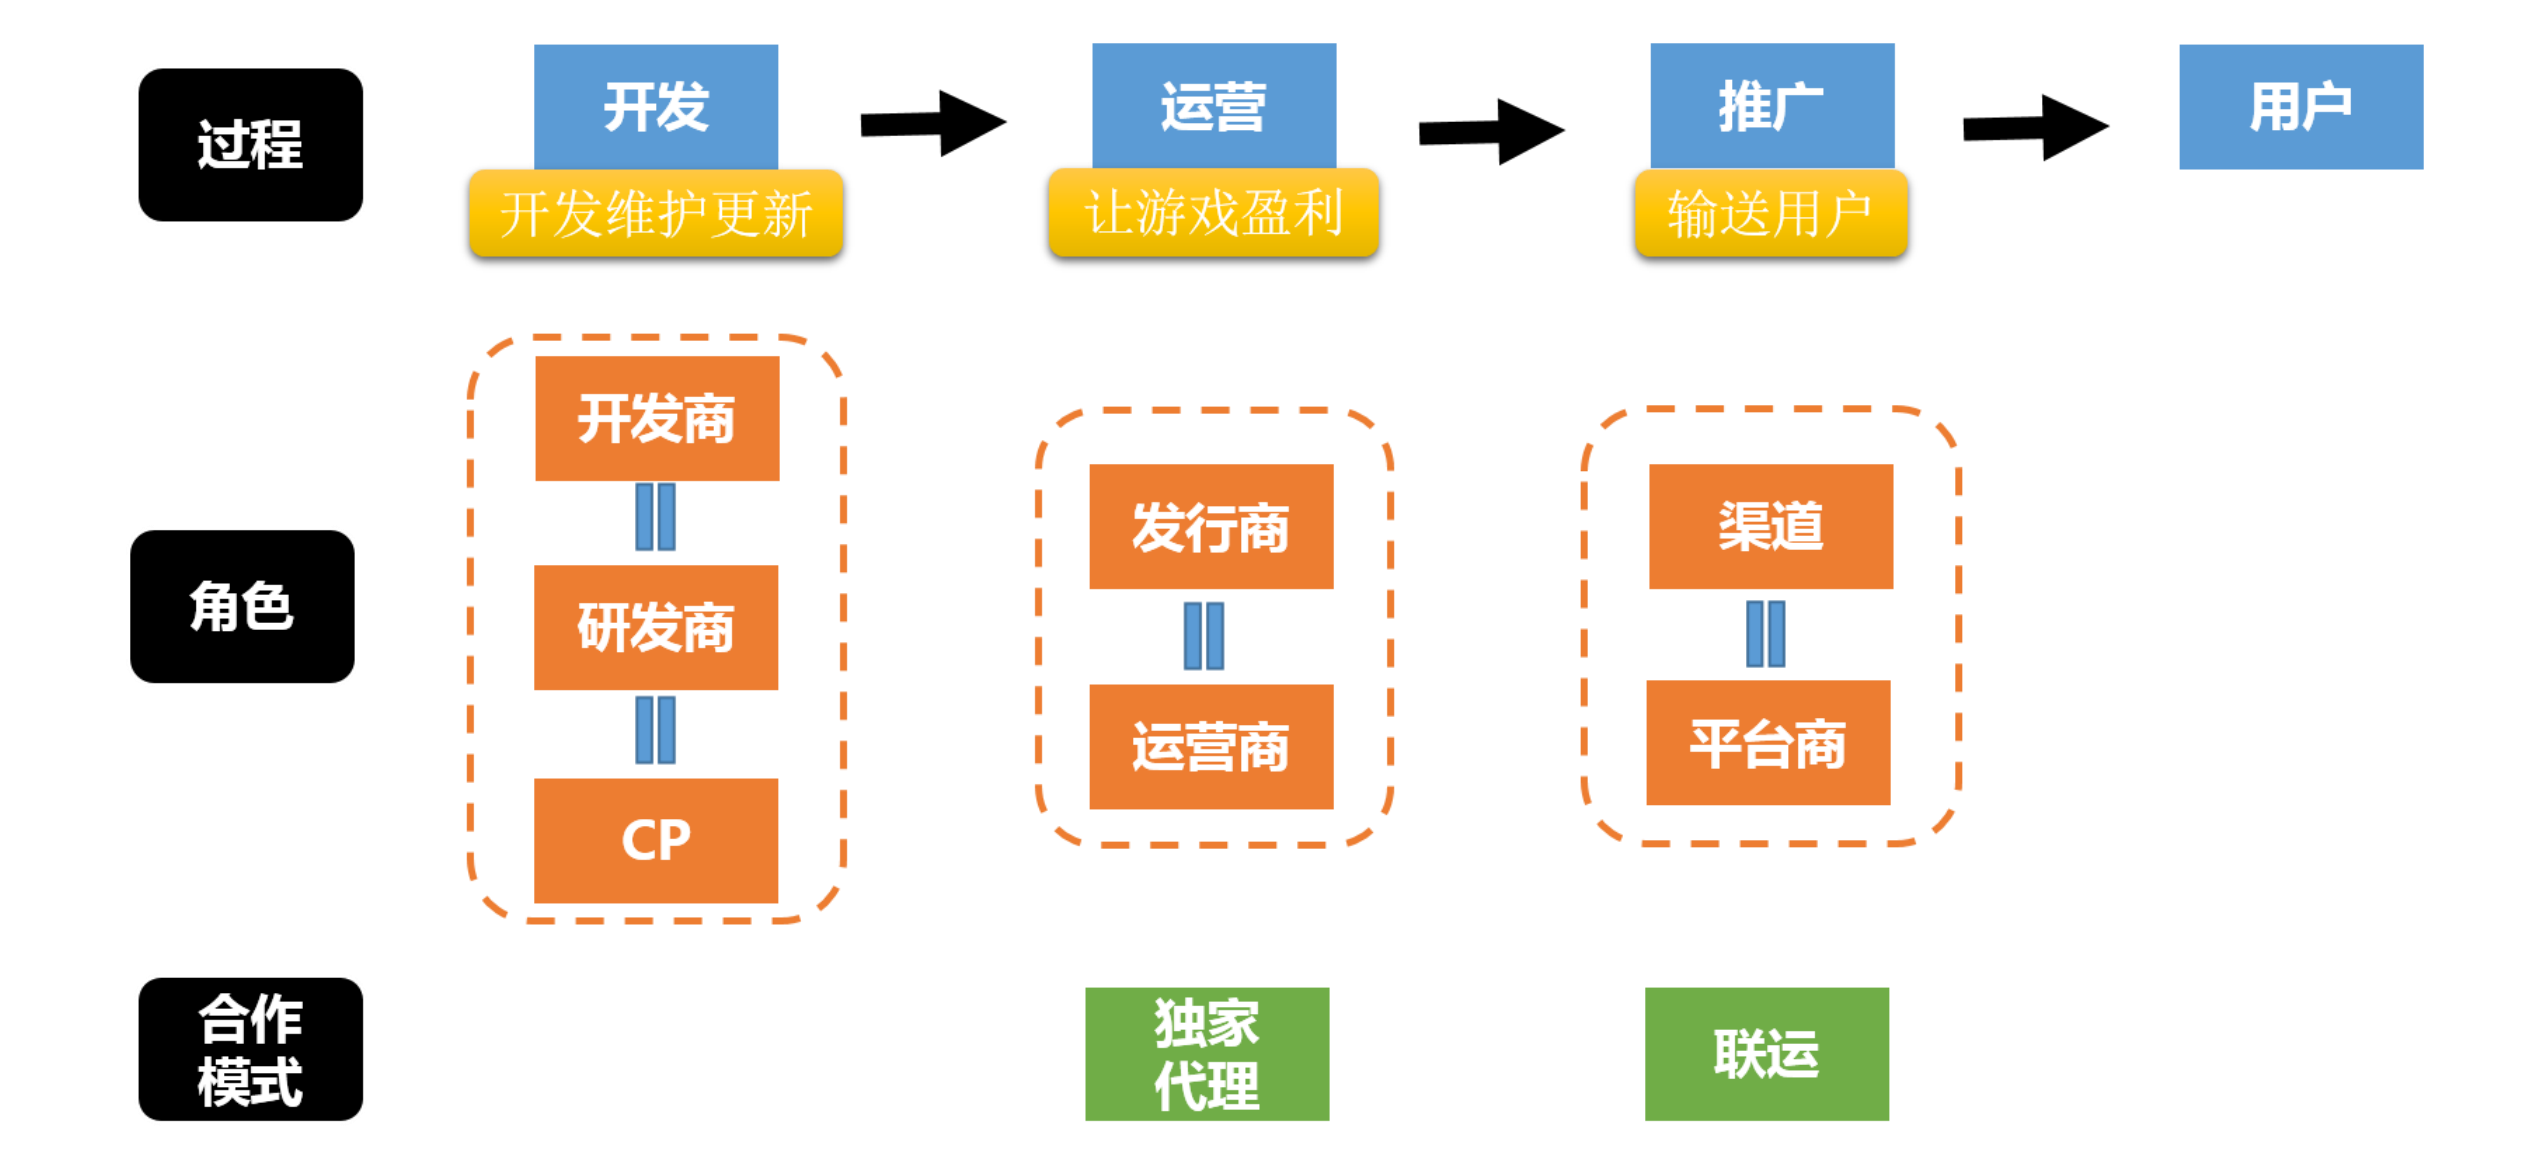 过程
开发
运营
推广
用户
开发维护更新
让游戏盈利
输送用户
角色
开发商
研发商
CP
发行商
运营商
渠道
平台商
合作
模式
独家
代理
联运